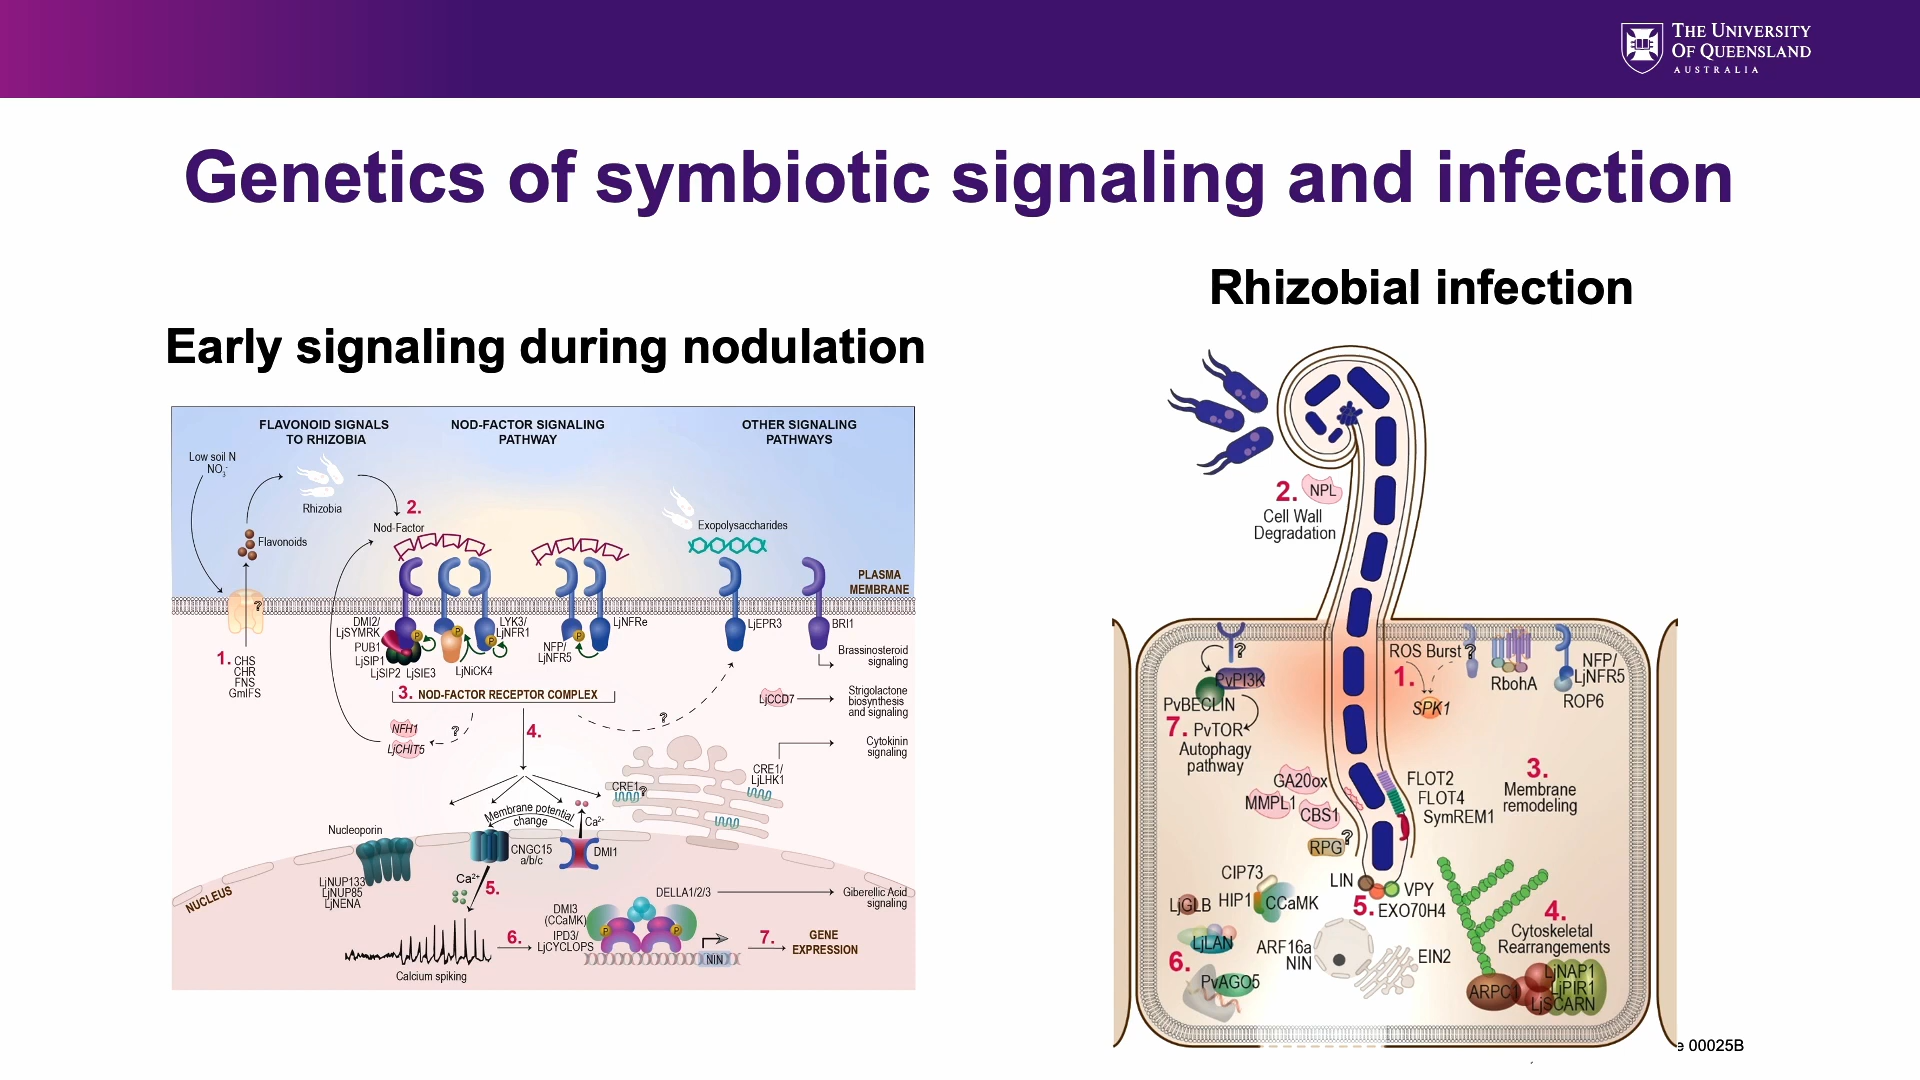 THE UNIVERSITY
OF QUEENSLAND
AUSTRALIA
Genetics of symbiotic signaling and infection
Early signaling during nodulation
FLAVONOID SIGNALS
TO RHIZOBIA
NOD-FACTOR SIGNALING
PATHWAY
OTHER SIGNALING
PATHWAYS
Low soil N
NO3-
Rhizobia
Flavonoids
2.
Nod-Factor
Exopolysaccharides
PLASMA
MEMBRANE
?
1.
CHS
CHR
FNS
GmIFS
DMI2/
LjSYMRK
PUB1
LjSIP1
LjSIP2
LjSIE3
P
P
P
LYK3/
LjNFR1
LjNiCK4
NFP/
LjNFR5
P
LjNFRe
LjEPR3
BRI1
Brassinosteroid
signaling
3. NOD-FACTOR RECEPTOR COMPLEX
LjCCD7
Strigolactone
biosynthesis
and signaling
NFH1
LjCHIT5
?
4.
?
Cytokinin
signaling
CRE1/
LjLHK1
CRE1
?
Membrane potential
change
Ca2+
Nucleoporin
CNGC15
a/b/c
DMI1
LjNUP133
LjNUP85
LjNENA
NUCLEUS
Ca2+
5.
DELLA1/2/3
Giberellic Acid
signaling
DMI3
(CCaMK)
IPD3/
LjCYCLOPS
P
P
6.
NIN
7.
GENE
EXPRESSION
Calcium spiking
Rhizobial infection
2. NPL
Cell Wall
Degradation
?
PvPI3K
PvBECLIN
7. PvTOR
Autophagy
pathway
ROS Burst
?
1.
SPK1
RbohA
NFP/
LjNFR5
ROP6
GA20ox
MMPL1
CBS1
RPG
?
FLOT2
FLOT4
SymREM1
3.
Membrane
remodeling
CIP73
HIP1
CCaMK
LjGLB
LIN
VPY
5. EXO70H4
LjLAN
6.
PvAGO5
ARF16a
NIN
EIN2
4.
Cytoskeletal
Rearrangements
ARPC1
LjNAP1
LjPIR1
LjSCARN
e 00025B